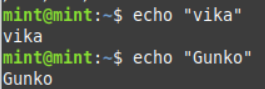 mint@mint:~$ echo "vika"
vika
mint@mint:~$ echo "Gunko"
Gunko